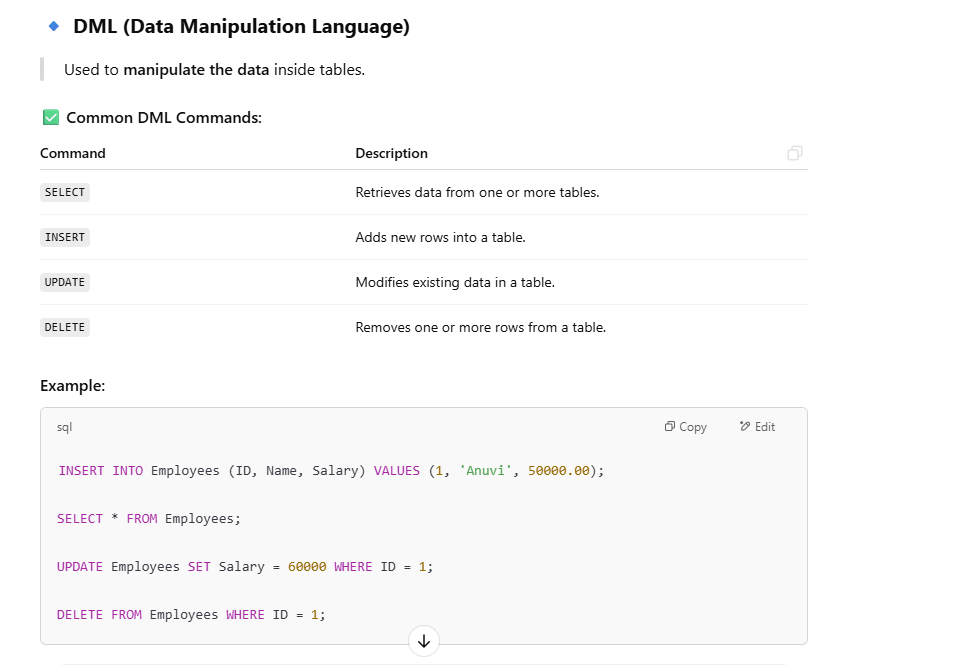 DML (Data Manipulation Language)
Used to manipulate the data inside tables.
Common DML Commands:
Command Description
SELECT Retrieves data from one or more tables.
INSERT Adds new rows into a table.
UPDATE Modifies existing data in a table.
DELETE Removes one or more rows from a table.
Example:
sql Copy Edit
INSERT INTO Employees (ID, Name, Salary) VALUES (1, 'Anuvi', 50000.00);
SELECT * FROM Employees;
UPDATE Employees SET Salary = 60000 WHERE ID = 1;
DELETE FROM Employees WHERE ID = 1;